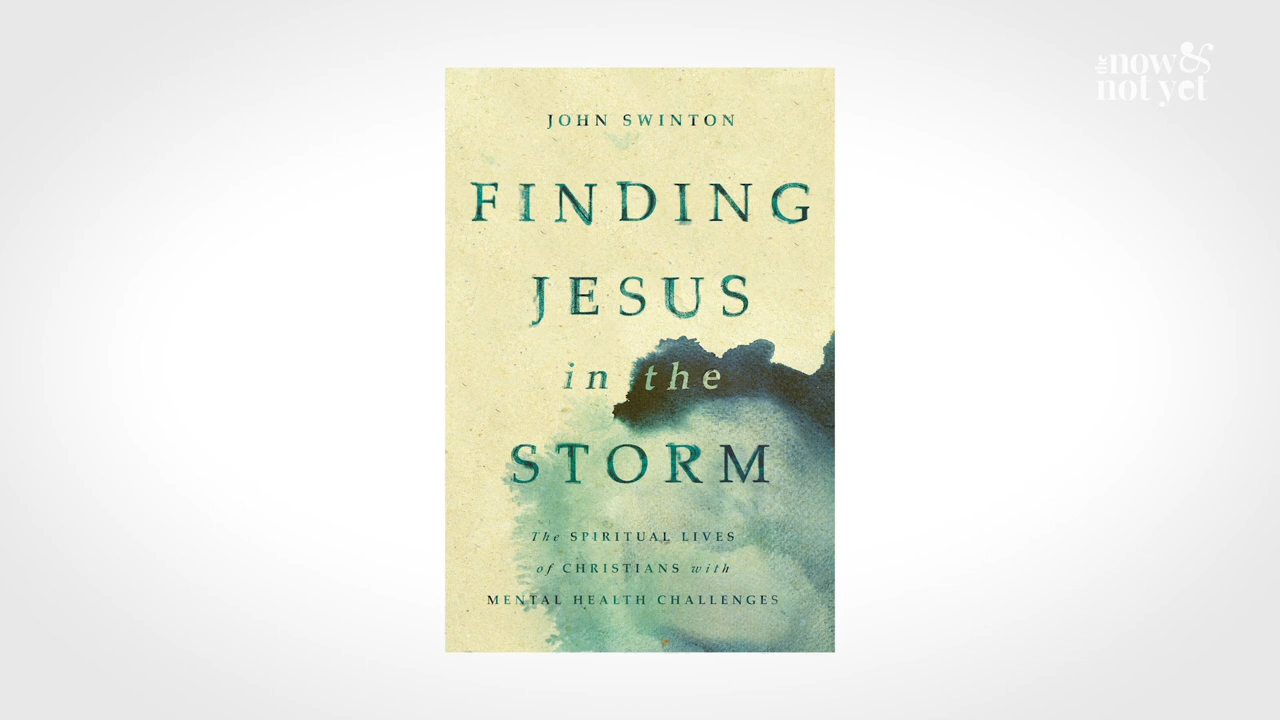 the now &
not yet
JOHN SWINTON
FINDING
JESUS
in the
STORM
The SPIRITUAL LIVES
of CHRISTIANS with
MENTAL HEALTH CHALLENGES